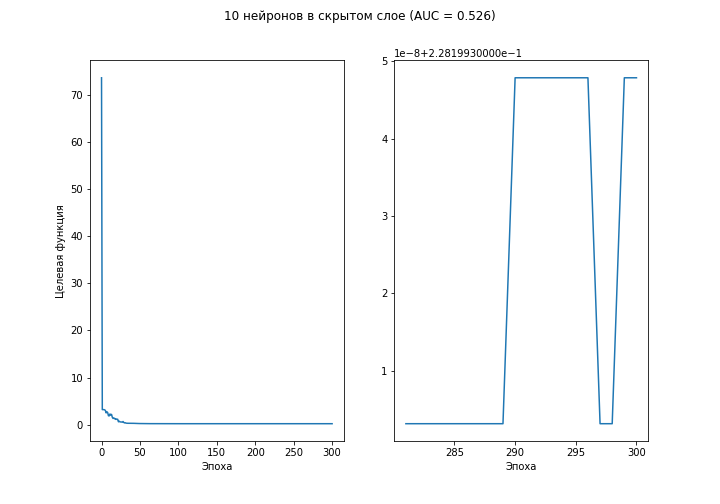 10 нейронов в скрытом слое (AUC = 0.526)
Целевая функция
70
60
50
40
30
20
10
0
0 50 100 150 200 250 300
Эпоха
1e−8+2.2819930000e−1
5
4
3
2
1
285 290 295 300
Эпоха